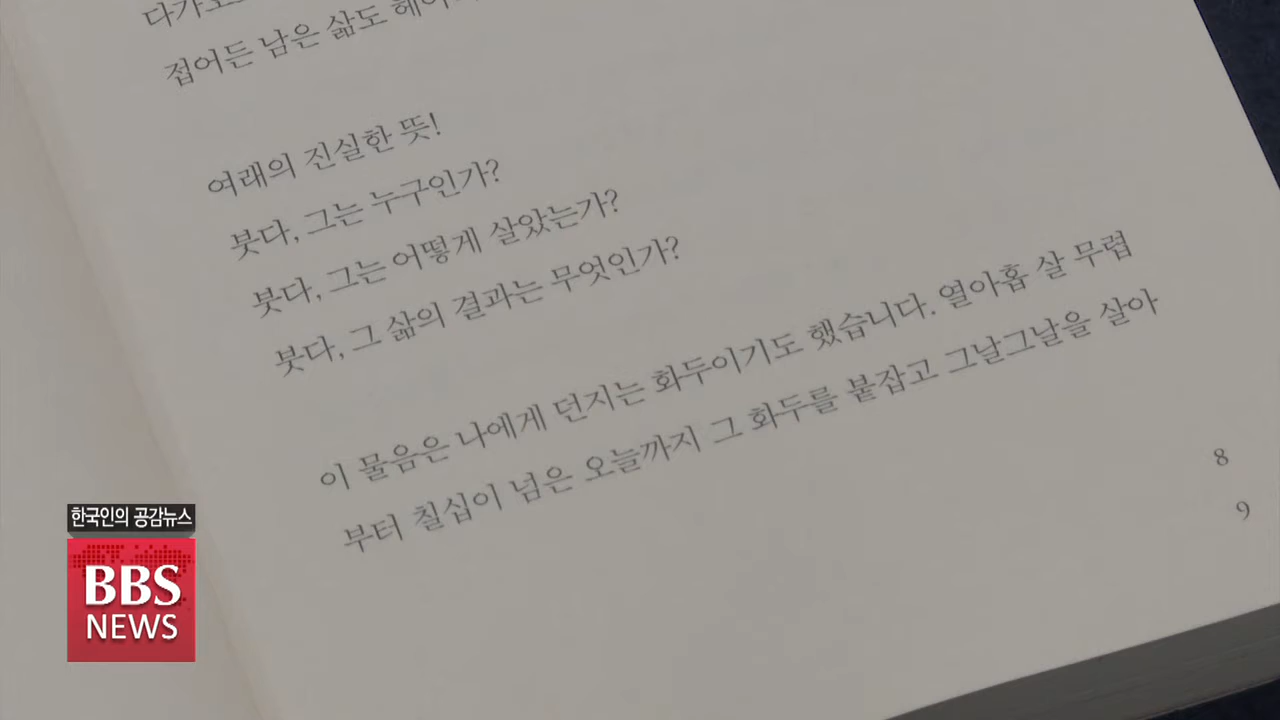 접어든 남은 삶도
여래의 진실한 뜻!
붓다, 그는 누구인가?
붓다, 그는 어떻게 살았는가?
붓다, 그 삶의 결과는 무엇인가?
이 물음은 나에게 던지는 화두이기도 했습니다. 열아홉 살 무렵
부터 칠십이 넘은 오늘까지 그 화두를 붙잡고 그날그날을 살아
8
9
한국인의 공감뉴스
BBS
NEWS